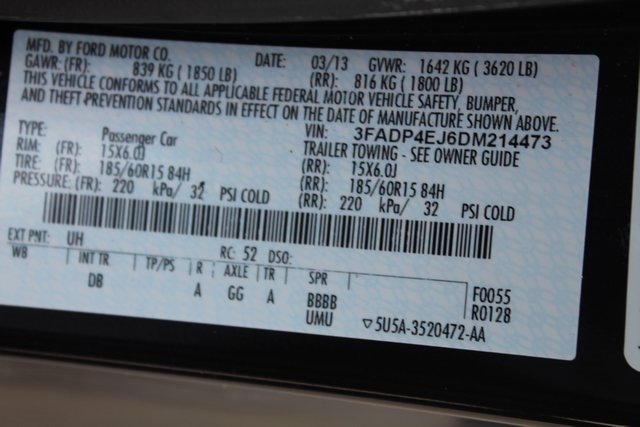 MFD. BY FORD MOTOR CO. DATE: 03/13 GVWR: 1642 KG ( 3620 LB)
GAWR: (FR): 839 KG ( 1850 LB) (RR): 816 KG ( 1800 LB)
THIS VEHICLE CONFORMS TO ALL APPLICABLE FEDERAL MOTOR VEHICLE SAFETY, BUMPER,
AND THEFT PREVENTION STANDARDS IN EFFECT ON THE DATE OF MANUFACTURE SHOWN ABOVE.
VIN: 3FADP4EJ6DM214473
TYPE: Passenger Car TRAILER TOWING - SEE OWNER GUIDE
RIM: (FR): 15X6.0J (RR): 15X6.0J
TIRE: (FR): 185/60R15 84H (RR): 185/60R15 84H
PRESSURE: (FR): 220 kPa/ 32 PSI COLD (RR): 220 kPa/ 32 PSI COLD
EXT PNT: UH RC: 52 DSO:
WB INT TR TP/PS R AXLE TR SPR F0055
DB A GG A BBBB R0128
UMU ▽5U5A-3520472-AA